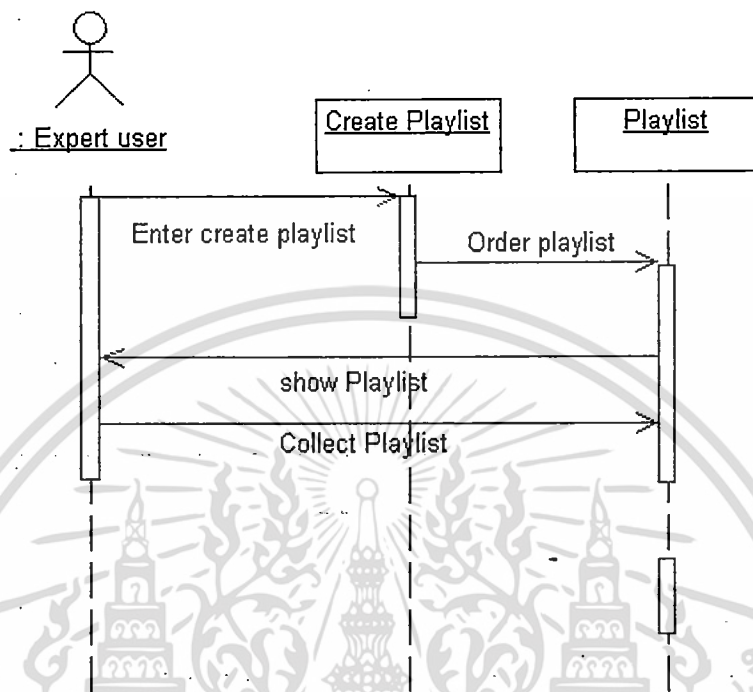 : Expert user
Create Playlist
Playlist
Enter create playlist
Order playlist
show Playlist
Collect Playlist